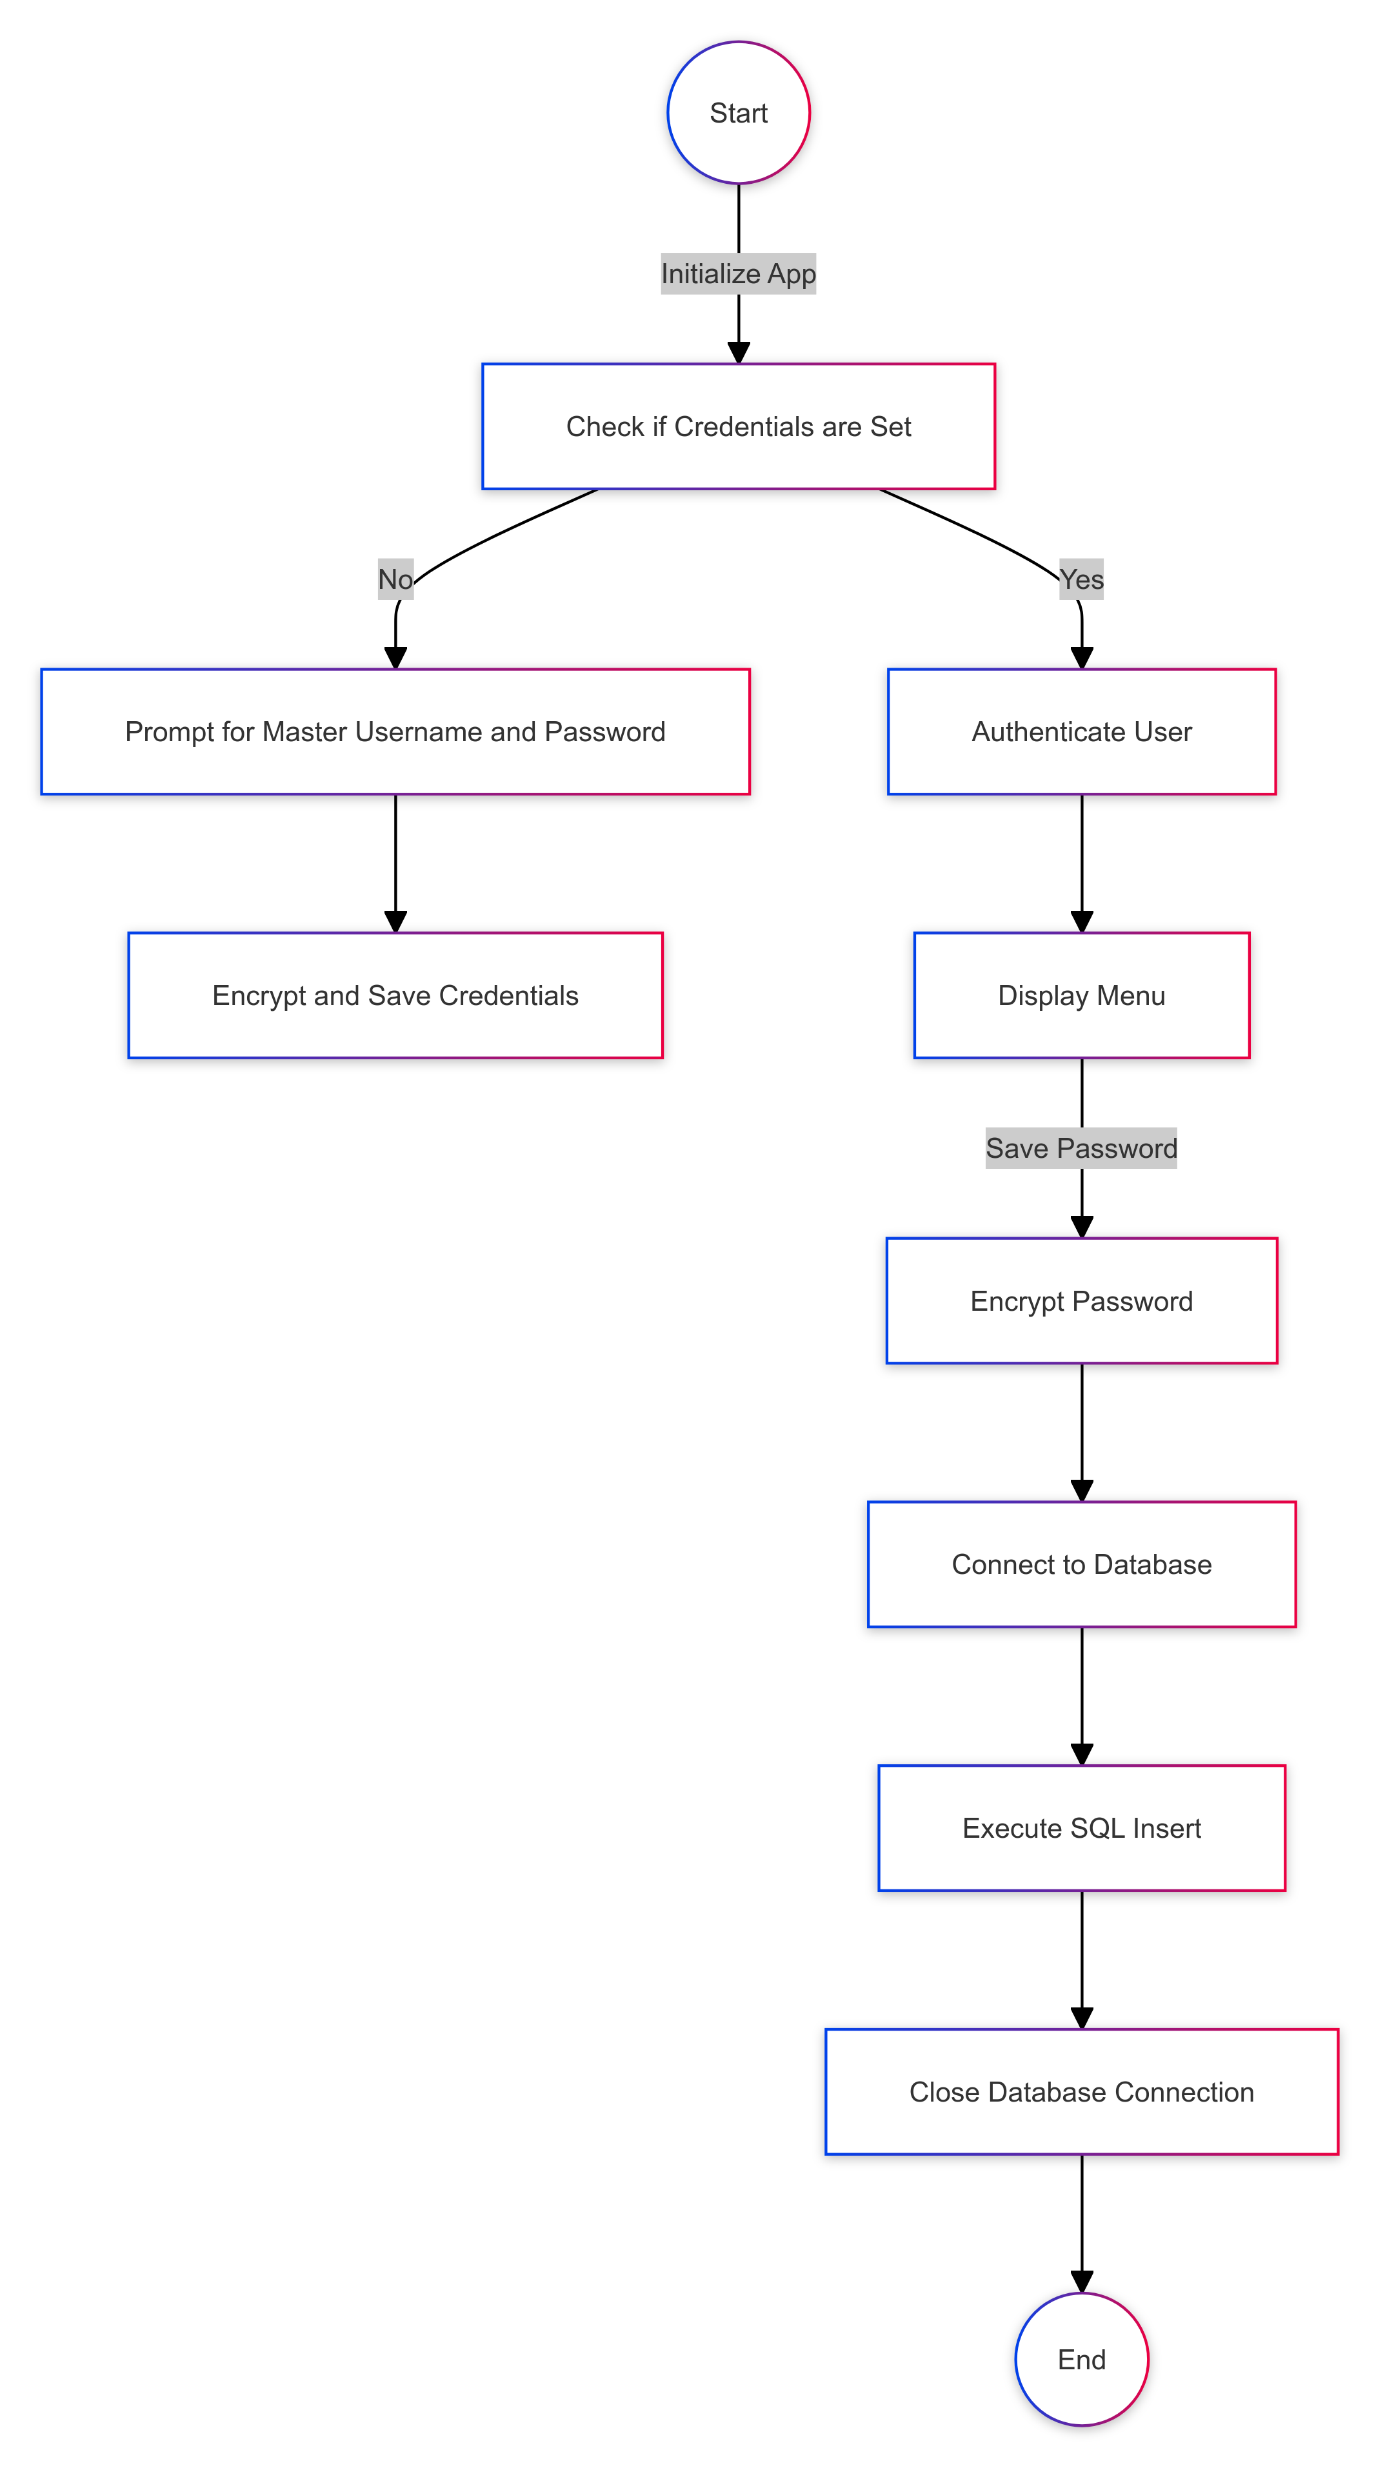 Start
Initialize App
Check if Credentials are Set
No
Yes
Prompt for Master Username and Password
Authenticate User
Encrypt and Save Credentials
Display Menu
Save Password
Encrypt Password
Connect to Database
Execute SQL Insert
Close Database Connection
End